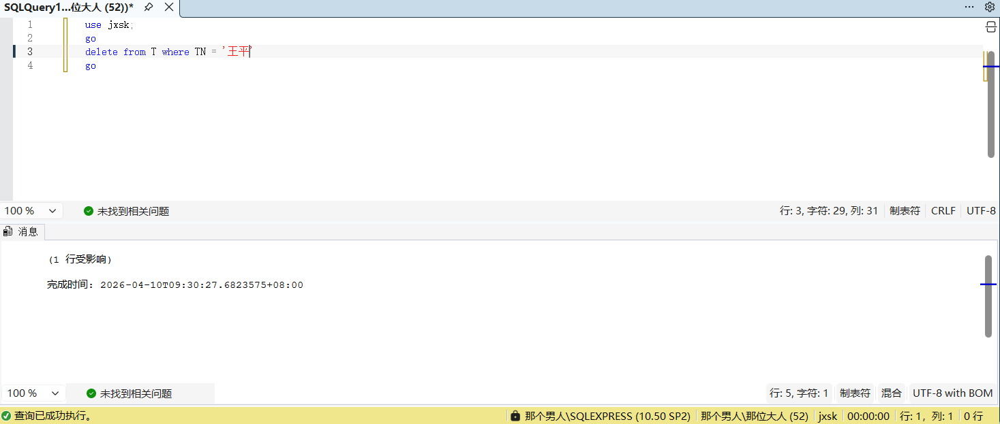 SQLQuery1...位大人 (52))*
1 use jxsk;
2 go
3 delete from T where TN = '王平'
4 go
100 % 未找到相关问题 行: 3, 字符: 29, 列: 31 制表符 CRLF UTF-8
消息
(1 行受影响)
完成时间: 2026-04-10T09:30:27.6823575+08:00
100 % 未找到相关问题 行: 5, 字符: 1 制表符 混合 UTF-8 with BOM
查询已成功执行。 那个男人\SQLEXPRESS (10.50 SP2) 那个男人\那位大人 (52) jxsk 00:00:00 行: 1, 列: 1 0 行